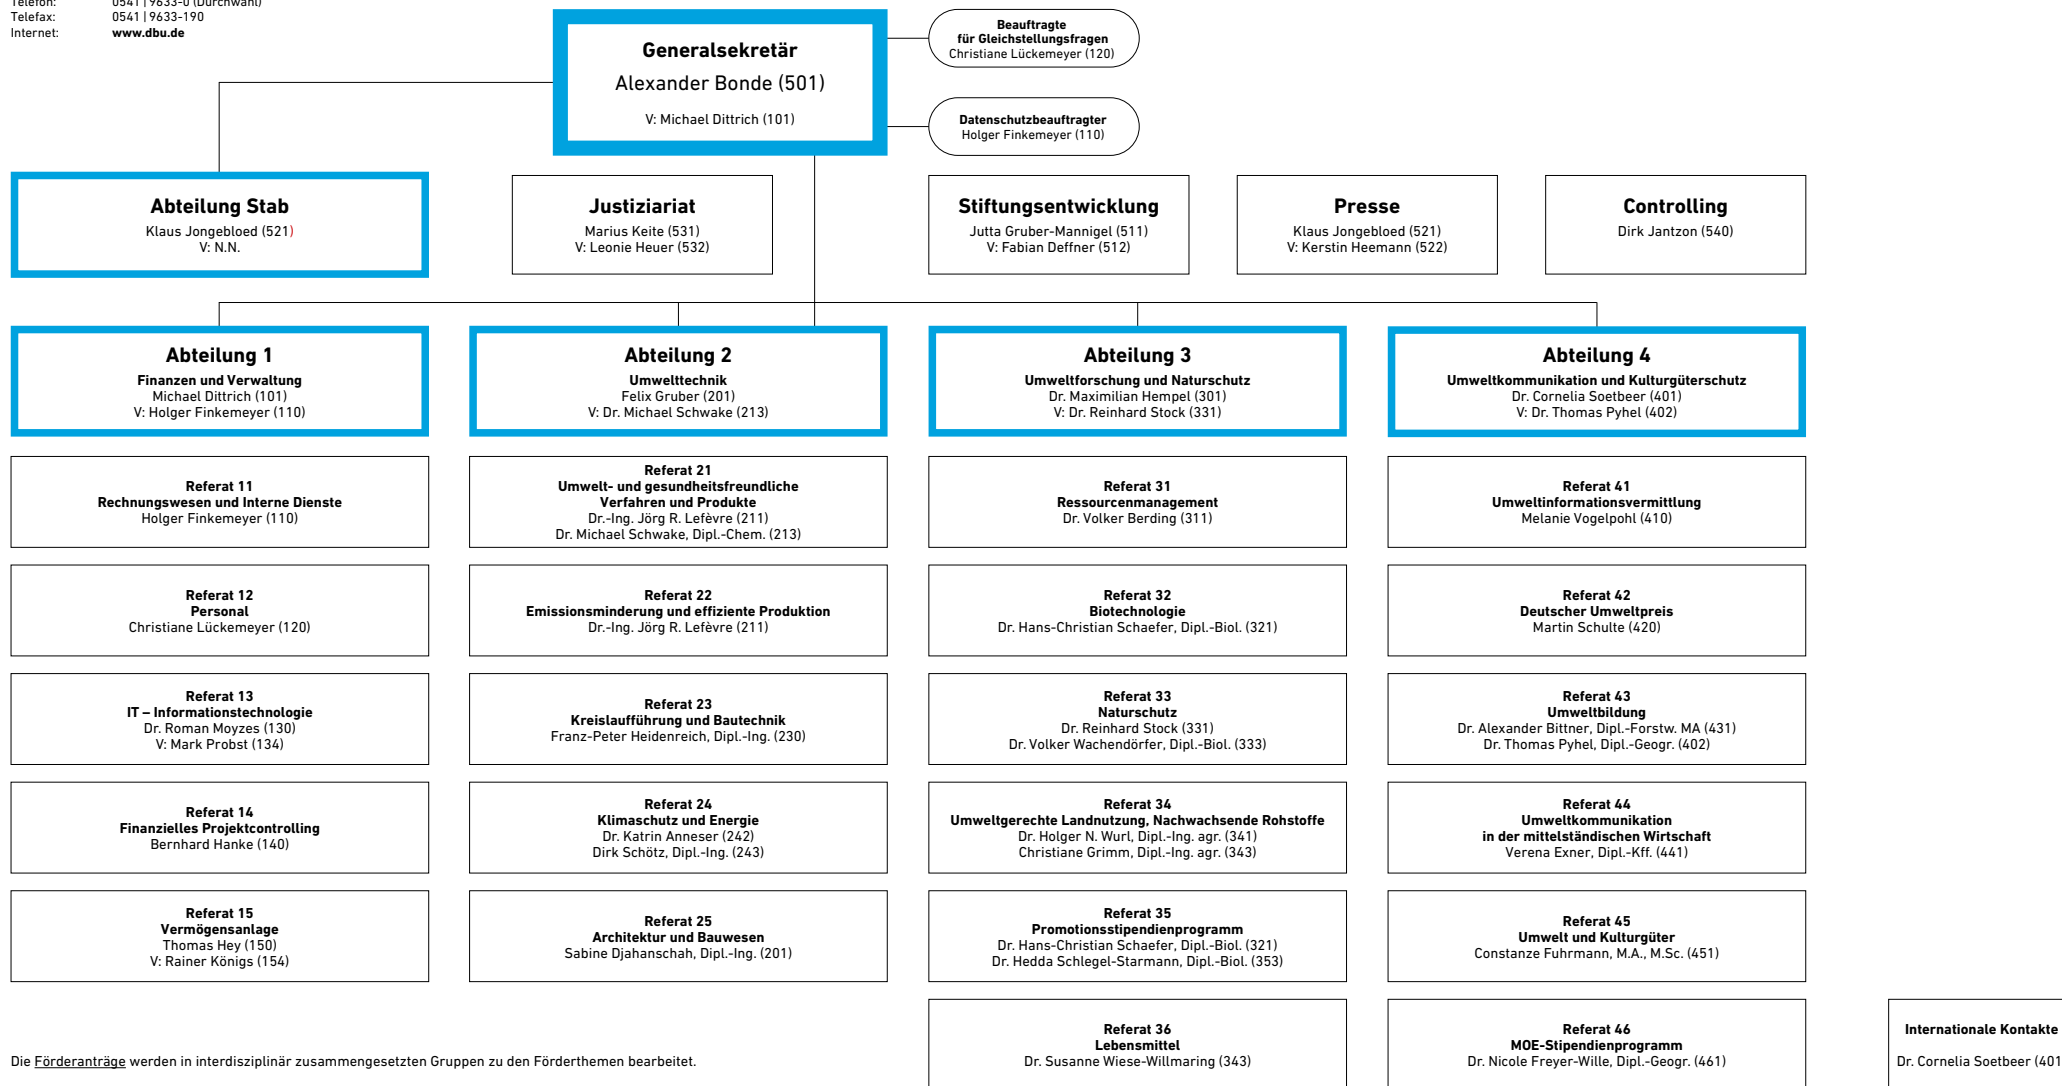 Telefon: 0541 | 9633-0 (Durchwahl)
Telefax: 0541 | 9633-190
Internet: www.dbu.de
Generalsekretär
Alexander Bonde (501)
V: Michael Dittrich (101)
Beauftragte
für Gleichstellungsfragen
Christiane Lückemeyer (120)
Datenschutzbeauftragter
Holger Finkemeyer (110)
Abteilung Stab
Klaus Jongebloed (521)
V: N.N.
Justiziariat
Marius Keite (531)
V: Leonie Heuer (532)
Stiftungsentwicklung
Jutta Gruber-Mannigel (511)
V: Fabian Deffner (512)
Presse
Klaus Jongebloed (521)
V: Kerstin Heemann (522)
Controlling
Dirk Jantzon (540)
Abteilung 1
Finanzen und Verwaltung
Michael Dittrich (101)
V: Holger Finkemeyer (110)
Abteilung 2
Umwelttechnik
Felix Gruber (201)
V: Dr. Michael Schwake (213)
Abteilung 3
Umweltforschung und Naturschutz
Dr. Maximilian Hempel (301)
V: Dr. Reinhard Stock (331)
Abteilung 4
Umweltkommunikation und Kulturgüterschutz
Dr. Cornelia Soetbeer (401)
V: Dr. Thomas Pyhel (402)
Referat 11
Rechnungswesen und Interne Dienste
Holger Finkemeyer (110)
Referat 21
Umwelt- und gesundheitsfreundliche
Verfahren und Produkte
Dr.-Ing. Jörg R. Lefèvre (211)
Dr. Michael Schwake, Dipl.-Chem. (213)
Referat 31
Ressourcenmanagement
Dr. Volker Berding (311)
Referat 41
Umweltinformationsvermittlung
Melanie Vogelpohl (410)
Referat 12
Personal
Christiane Lückemeyer (120)
Referat 22
Emissionsminderung und effiziente Produktion
Dr.-Ing. Jörg R. Lefèvre (211)
Referat 32
Biotechnologie
Dr. Hans-Christian Schaefer, Dipl.-Biol. (321)
Referat 42
Deutscher Umweltpreis
Martin Schulte (420)
Referat 13
IT – Informationstechnologie
Dr. Roman Moyzes (130)
V: Mark Probst (134)
Referat 23
Kreislaufführung und Bautechnik
Franz-Peter Heidenreich, Dipl.-Ing. (230)
Referat 33
Naturschutz
Dr. Reinhard Stock (331)
Dr. Volker Wachendörfer, Dipl.-Biol. (333)
Referat 43
Umweltbildung
Dr. Alexander Bittner, Dipl.-Forstw. MA (431)
Dr. Thomas Pyhel, Dipl.-Geogr. (402)
Referat 14
Finanzielles Projektcontrolling
Bernhard Hanke (140)
Referat 24
Klimaschutz und Energie
Dr. Katrin Anneser (242)
Dirk Schötz, Dipl.-Ing. (243)
Referat 34
Umweltgerechte Landnutzung, Nachwachsende Rohstoffe
Dr. Holger N. Wurl, Dipl.-Ing. agr. (341)
Christiane Grimm, Dipl.-Ing. agr. (343)
Referat 44
Umweltkommunikation
in der mittelständischen Wirtschaft
Verena Exner, Dipl.-Kff. (441)
Referat 15
Vermögensanlage
Thomas Hey (150)
V: Rainer Königs (154)
Referat 25
Architektur und Bauwesen
Sabine Djahanschah, Dipl.-Ing. (201)
Referat 35
Promotionsstipendienprogramm
Dr. Hans-Christian Schaefer, Dipl.-Biol. (321)
Dr. Hedda Schlegel-Starmann, Dipl.-Biol. (353)
Referat 45
Umwelt und Kulturgüter
Constanze Fuhrmann, M.A., M.Sc. (451)
Referat 36
Lebensmittel
Dr. Susanne Wiese-Willmaring (343)
Referat 46
MOE-Stipendienprogramm
Dr. Nicole Freyer-Wille, Dipl.-Geogr. (461)
Internationale Kontakte
Dr. Cornelia Soetbeer (401
Die Förderanträge werden in interdisziplinär zusammengesetzten Gruppen zu den Förderthemen bearbeitet.